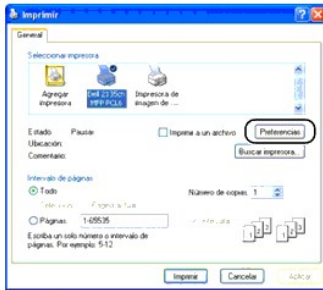 Imprimir
General
Seleccionar impresora
Agregar impresora
Dell 2335dn MFP PCL6
Impresora de imagen de ...
Estado: Pausar
Ubicación:
Comentario:
Imprimir a un archivo
Preferencias
Buscar impresora...
Intervalo de páginas
Todo
Páginas: 1-65535
Escriba un solo número o intervalo de
páginas. Por ejemplo: 5-12
Número de copias: 1
Imprimir
Cancelar
Aplicar